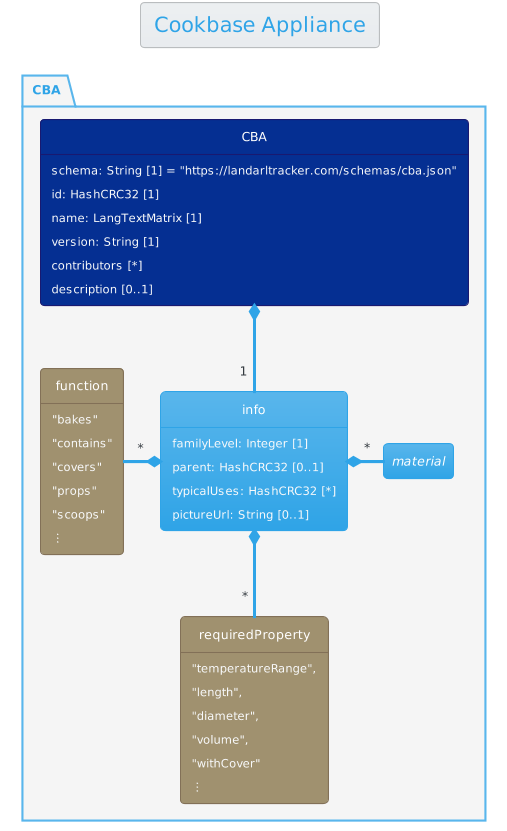 Cookbase Appliance
CBA
CBA
schema: String [1] = "https://landarltracker.com/schemas/cba.json"
id: HashCRC32 [1]
name: LangTextMatrix [1]
version: String [1]
contributors [*]
description [0..1]
1
function
"bakes"
"contains"
"covers"
"props"
"scoops"
⋮
*
info
familyLevel: Integer [1]
parent: HashCRC32 [0..1]
typicalUses: HashCRC32 [*]
pictureUrl: String [0..1]
*
material
*
requiredProperty
"temperatureRange",
"length",
"diameter",
"volume",
"withCover"
⋮